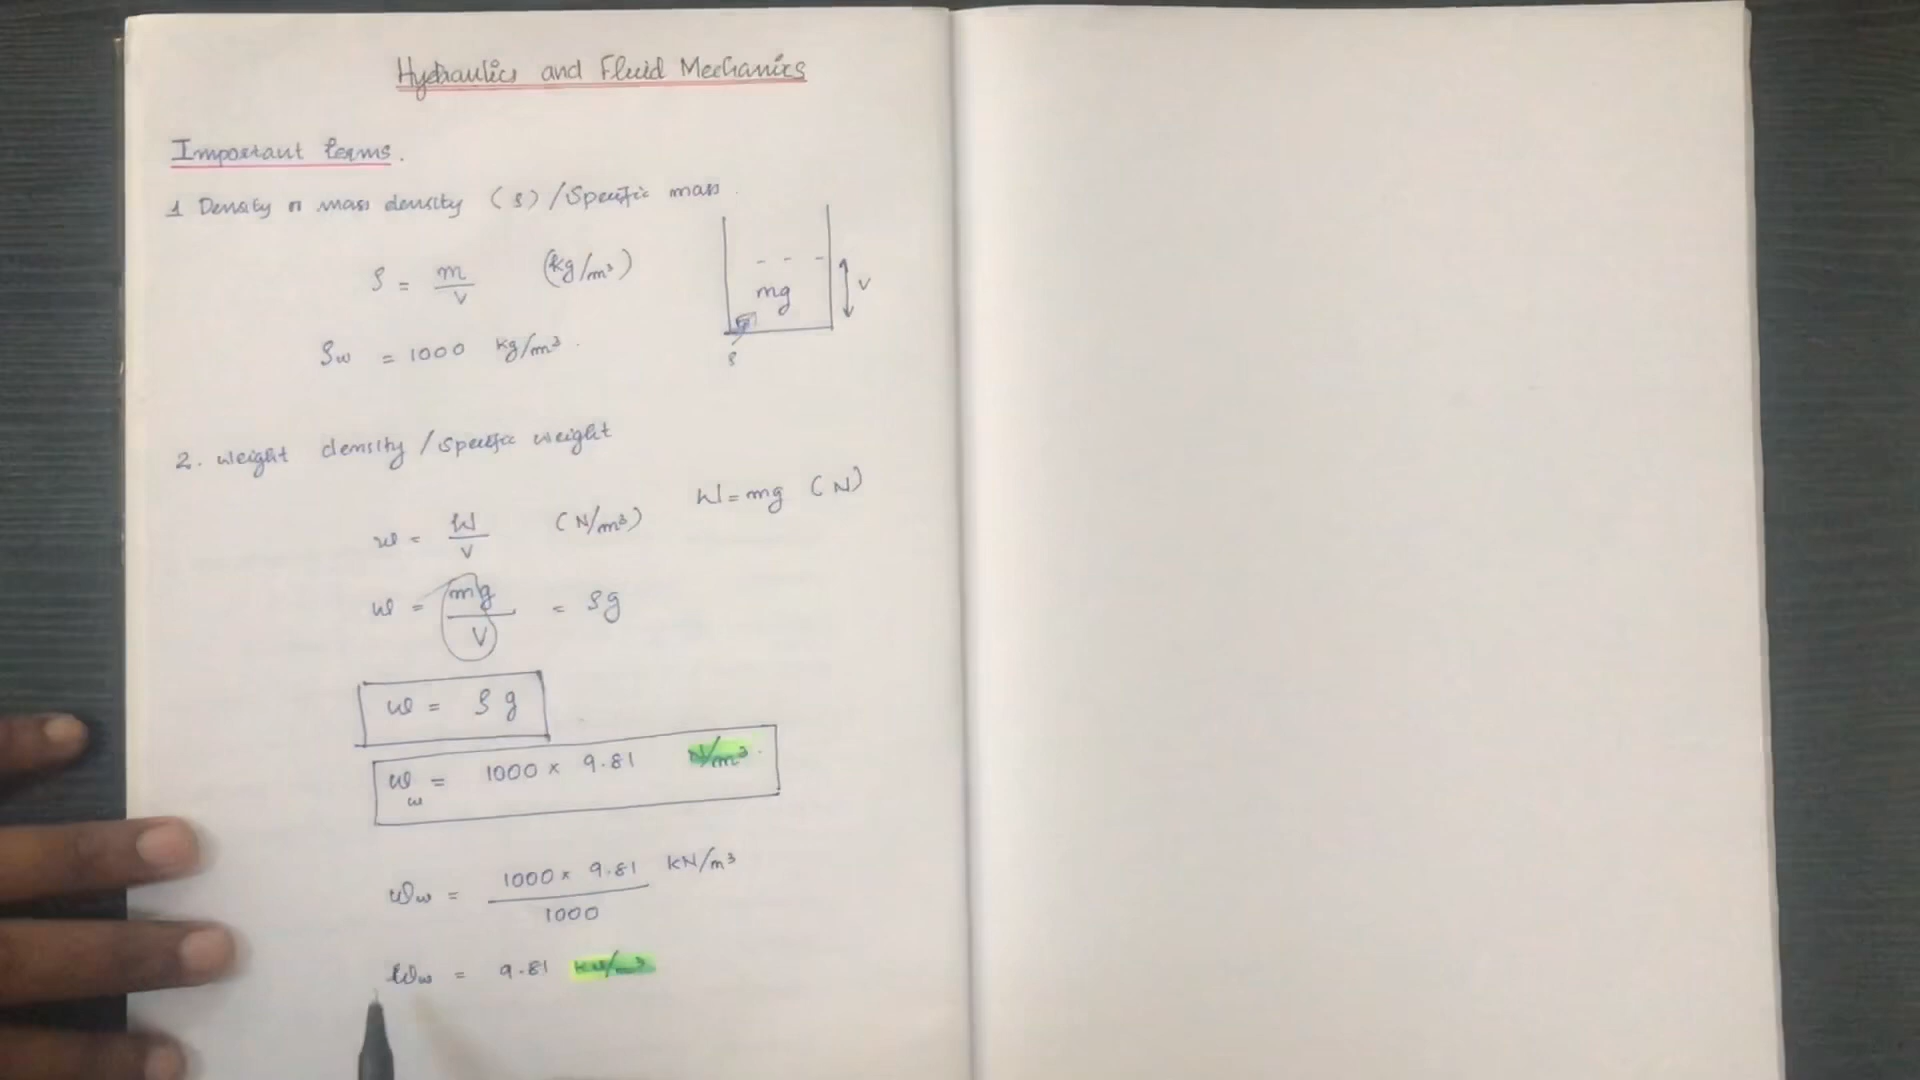 Hydraulics and Fluid Mechanics
Important terms.
1 Density or mass density (ρ) / Specific mass.
ρ = m/V (kg/m³)
mg
V
ρ
ρw = 1000 kg/m³.
2. weight density / specific weight
w = W/V (N/m³) W = mg (N)
w = mg/V = ρg
w = ρ g
ww = 1000 × 9.81 N/m³.
ww = 1000 × 9.81 / 1000 kN/m³
ww = 9.81 kN/m³